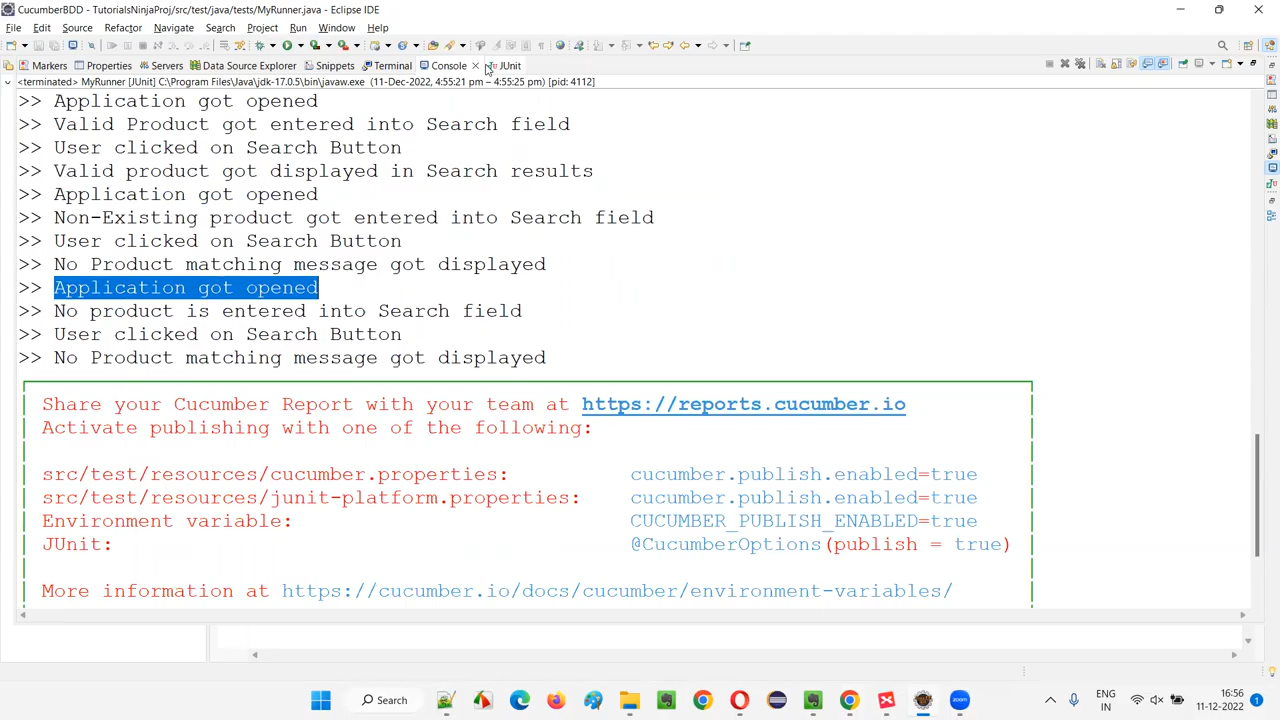 CucumberBDD - TutorialsNinjaProj/src/test/java/tests/MyRunner.java - Eclipse IDE
File Edit Source Refactor Navigate Search Project Run Window Help
Markers Properties Servers Data Source Explorer Snippets Terminal Console JUnit
<terminated> MyRunner [JUnit] C:\Program Files\Java\jdk-17.0.5\bin\javaw.exe (11-Dec-2022, 4:55:21 pm – 4:55:25 pm) [pid: 4112]
>> Application got opened
>> Valid Product got entered into Search field
>> User clicked on Search Button
>> Valid product got displayed in Search results
>> Application got opened
>> Non-Existing product got entered into Search field
>> User clicked on Search Button
>> No Product matching message got displayed
>> Application got opened
>> No product is entered into Search field
>> User clicked on Search Button
>> No Product matching message got displayed
Share your Cucumber Report with your team at https://reports.cucumber.io
Activate publishing with one of the following:
src/test/resources/cucumber.properties: cucumber.publish.enabled=true
src/test/resources/junit-platform.properties: cucumber.publish.enabled=true
Environment variable: CUCUMBER_PUBLISH_ENABLED=true
JUnit: @CucumberOptions(publish = true)
More information at https://cucumber.io/docs/cucumber/environment-variables/
Search
ENG
IN
16:56
11-12-2022
1